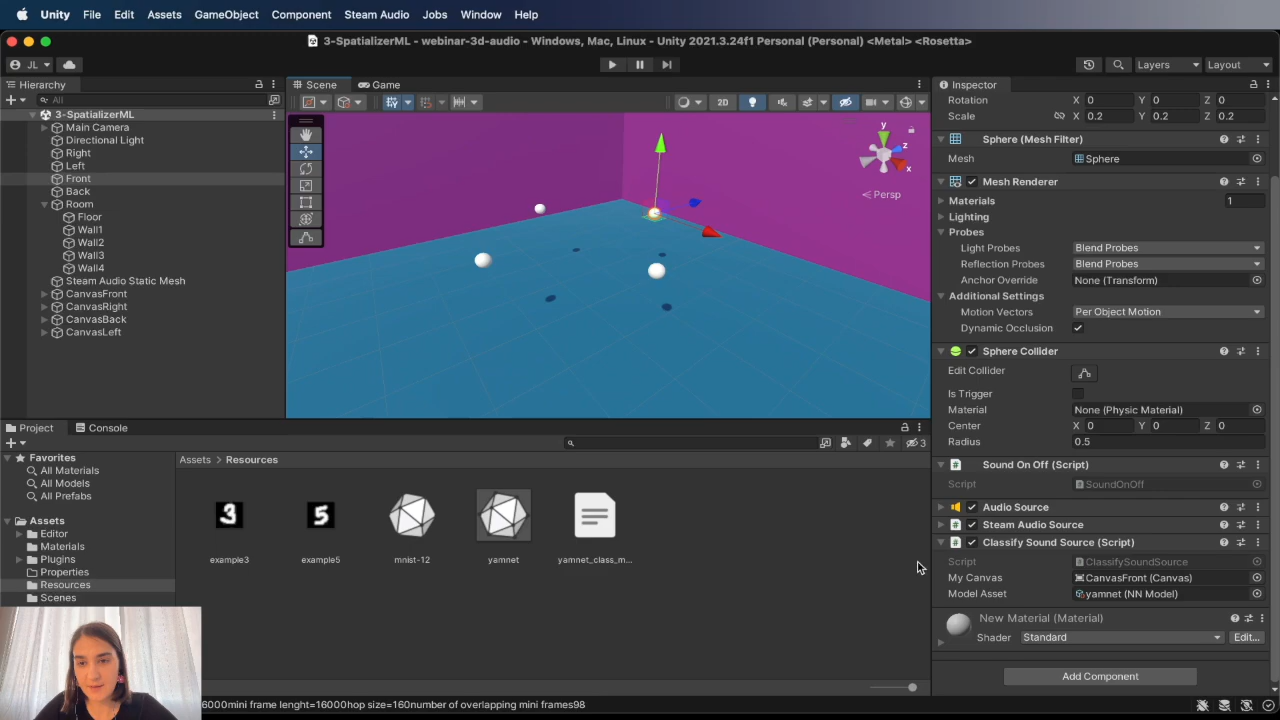 Unity File Edit Assets GameObject Component Steam Audio Jobs Window Help
3-SpatializerML - webinar-3d-audio - Windows, Mac, Linux - Unity 2021.3.24f1 Personal (Personal) <Metal> <Rosetta>
JL Layers Layout
Hierarchy
All
3-SpatializerML
Main Camera
Directional Light
Right
Left
Front
Back
Room
Floor
Wall1
Wall2
Wall3
Wall4
Steam Audio Static Mesh
CanvasFront
CanvasRight
CanvasBack
CanvasLeft
Scene Game
2D
y
z
x
Persp
Inspector
Rotation X 0 Y 0 Z 0
Scale X 0.2 Y 0.2 Z 0.2
Sphere (Mesh Filter)
Mesh Sphere
Mesh Renderer
Materials 1
Lighting
Probes
Light Probes Blend Probes
Reflection Probes Blend Probes
Anchor Override None (Transform)
Additional Settings
Motion Vectors Per Object Motion
Dynamic Occlusion
Sphere Collider
Edit Collider
Is Trigger
Material None (Physic Material)
Center X 0 Y 0 Z 0
Radius 0.5
Sound On Off (Script)
Script SoundOnOff
Audio Source
Steam Audio Source
Classify Sound Source (Script)
Script ClassifySoundSource
My Canvas CanvasFront (Canvas)
Model Asset yamnet (NN Model)
New Material (Material)
Shader Standard Edit...
Add Component
Project Console
3
Favorites
All Materials
All Models
All Prefabs
Assets
Editor
Materials
Plugins
Properties
Resources
Scenes
Assets > Resources
3 5
example3 example5 mnist-12 yamnet yamnet_class_m...
16000mini frame lenght=16000hop size=160number of overlapping mini frames98